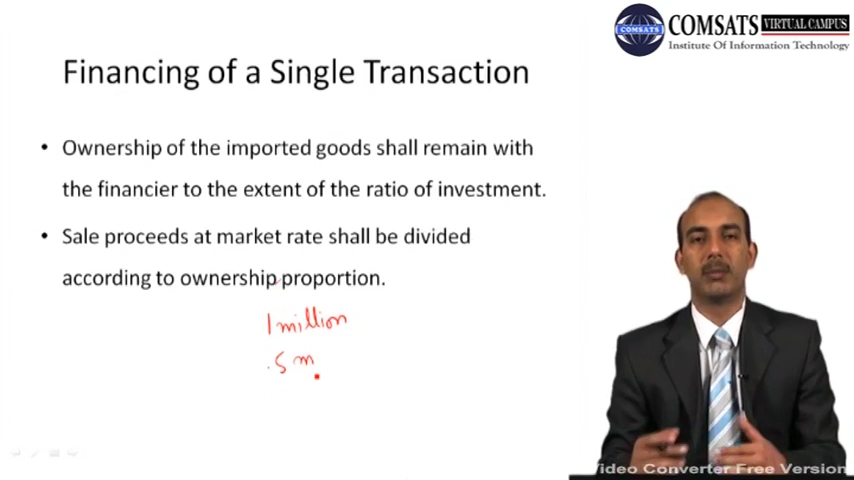 COMSATS VIRTUAL CAMPUS
COMSATS
Institute Of Information Technology
Financing of a Single Transaction
• Ownership of the imported goods shall remain with
the financier to the extent of the ratio of investment.
• Sale proceeds at market rate shall be divided
according to ownership proportion.
1 million
.5 m
Video Converter Free Version